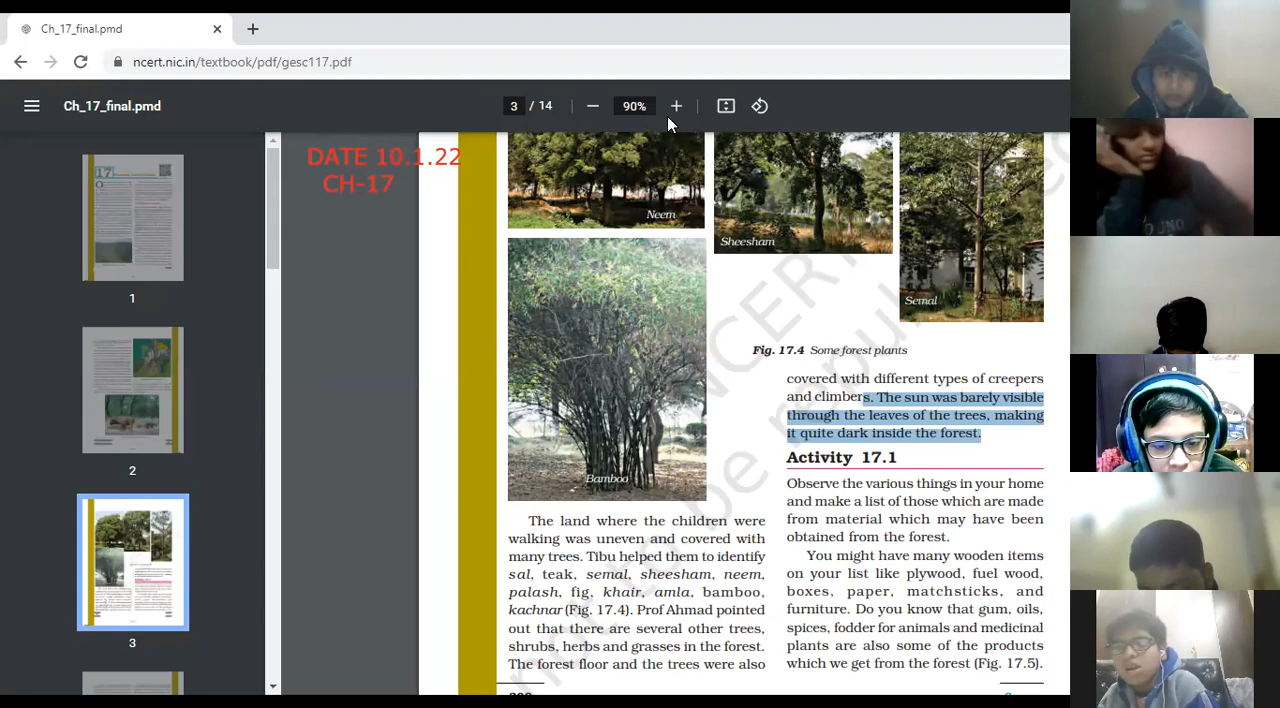 Ch_17_final.pmd
ncert.nic.in/textbook/pdf/gesc117.pdf
Ch_17_final.pmd
3 / 14
90%
DATE 10.1.22
CH-17
17
1
2
3
Neem
Sheesham
Semal
Bamboo
Fig. 17.4 Some forest plants
The land where the children were
walking was uneven and covered with
many trees. Tibu helped them to identify
sal, teak, semal, sheesham, neem,
palash, fig, khair, amla, bamboo,
kachnar (Fig. 17.4). Prof Ahmad pointed
out that there are several other trees,
shrubs, herbs and grasses in the forest.
The forest floor and the trees were also
covered with different types of creepers
and climbers. The sun was barely visible
through the leaves of the trees, making
it quite dark inside the forest.
Activity 17.1
Observe the various things in your home
and make a list of those which are made
from material which may have been
obtained from the forest.
You might have many wooden items
on your list like plywood, fuel wood,
boxes, paper, matchsticks, and
furniture. Do you know that gum, oils,
spices, fodder for animals and medicinal
plants are also some of the products
which we get from the forest (Fig. 17.5).
NCERT
not to be republ